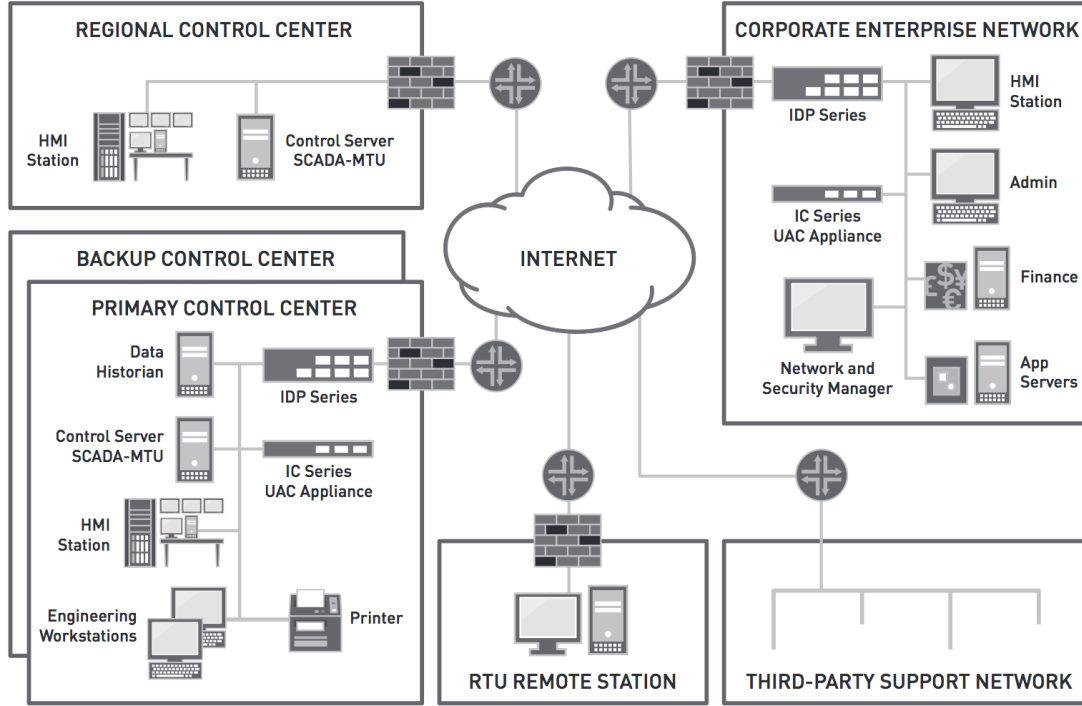 REGIONAL CONTROL CENTER
HMI
Station
Control Server
SCADA-MTU
CORPORATE ENTERPRISE NETWORK
IDP Series
HMI
Station
IC Series
UAC Appliance
Admin
Finance
£ $ ¥
€
Network and
Security Manager
App
Servers
INTERNET
BACKUP CONTROL CENTER
PRIMARY CONTROL CENTER
Data
Historian
IDP Series
Control Server
SCADA-MTU
IC Series
UAC Appliance
HMI
Station
Engineering
Workstations
Printer
RTU REMOTE STATION
THIRD-PARTY SUPPORT NETWORK